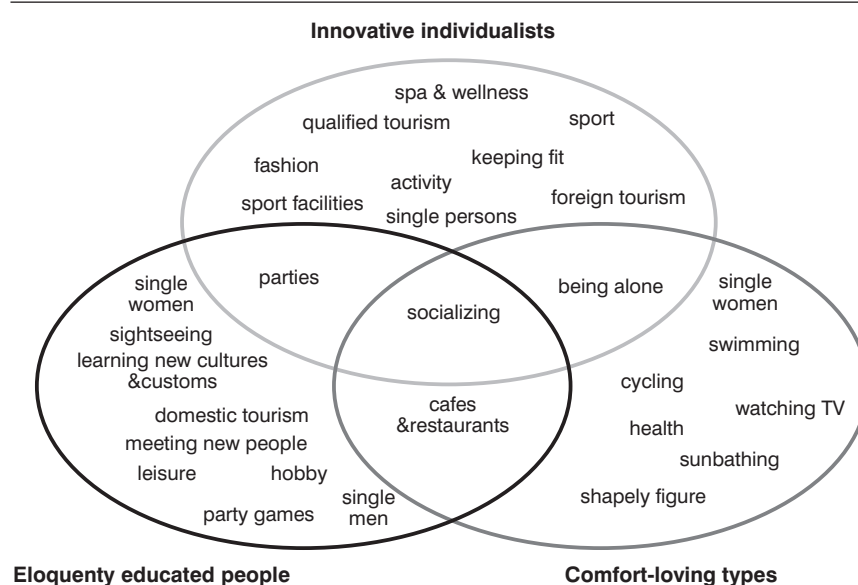 Innovative individualists
spa & wellness
qualified tourism
sport
keeping fit
fashion
activity
sport facilities
single persons
foreign tourism
parties
being alone
socializing
single
women
single
women
sightseeing
swimming
learning new cultures
&customs
cycling
domestic tourism
cafes
&restaurants
watching TV
meeting new people
health
leisure
hobby
sunbathing
party games
single
men
shapely figure
Eloquenty educated people
Comfort-loving types